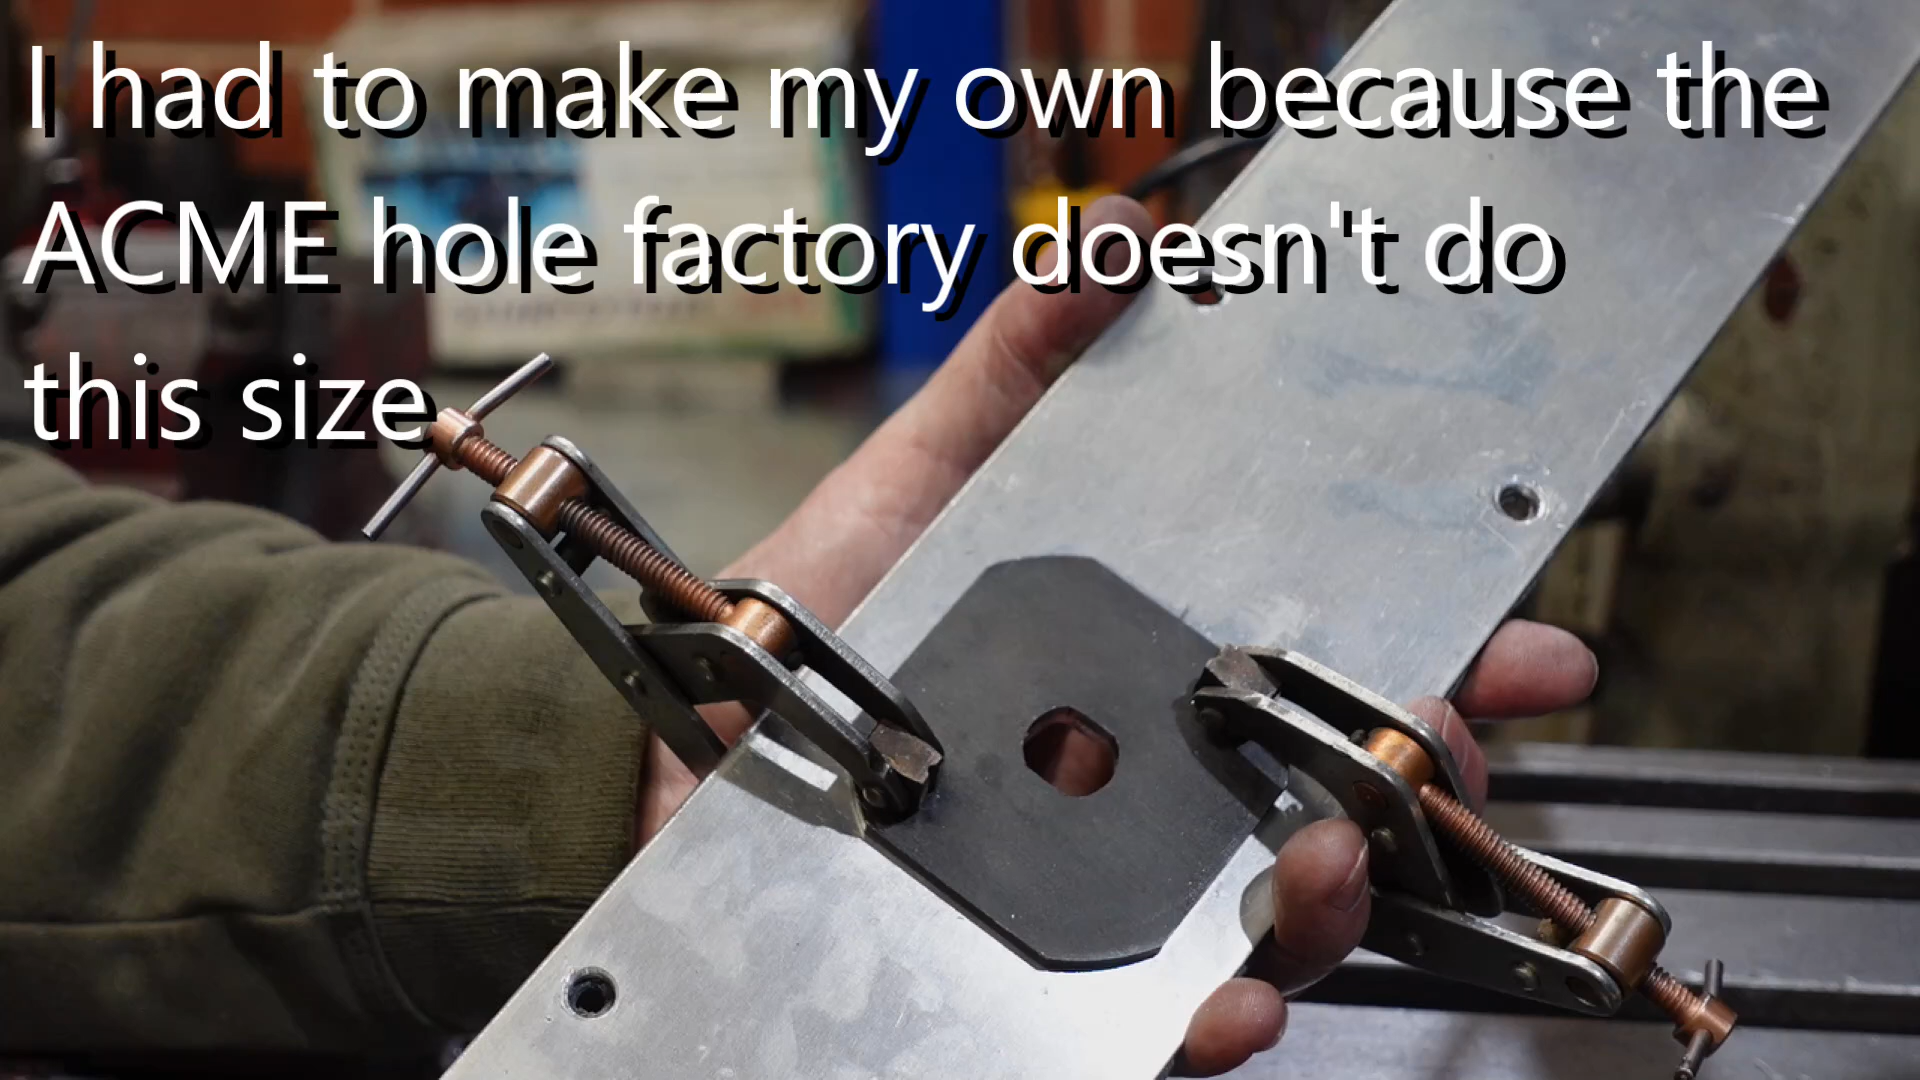 I had to make my own because the
ACME hole factory doesn't do
this size